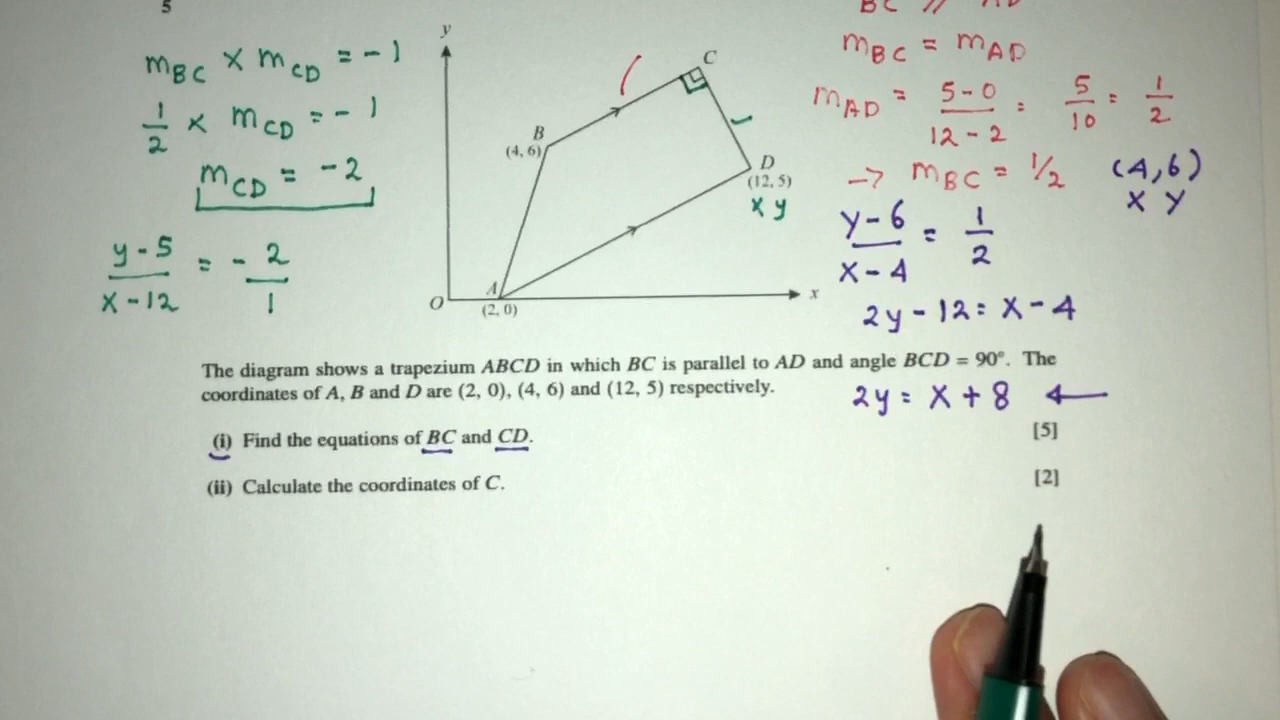 5
m_BC × m_CD = -1
1/2 × m_CD = -1
m_CD = -2
y-5 / x-12 = - 2/1
y
C
B
(4, 6)
D
(12, 5)
x y
A
(2, 0)
O
x
BC // AD
m_BC = m_AD
m_AD = 5-0 / 12-2 = 5/10 = 1/2
→ m_BC = 1/2 (4,6)
x y
y-6 / x-4 = 1/2
2y-12 = x-4
The diagram shows a trapezium ABCD in which BC is parallel to AD and angle BCD = 90°. The
coordinates of A, B and D are (2, 0), (4, 6) and (12, 5) respectively.
2y = x+8 ←
(i) Find the equations of BC and CD. [5]
(ii) Calculate the coordinates of C. [2]